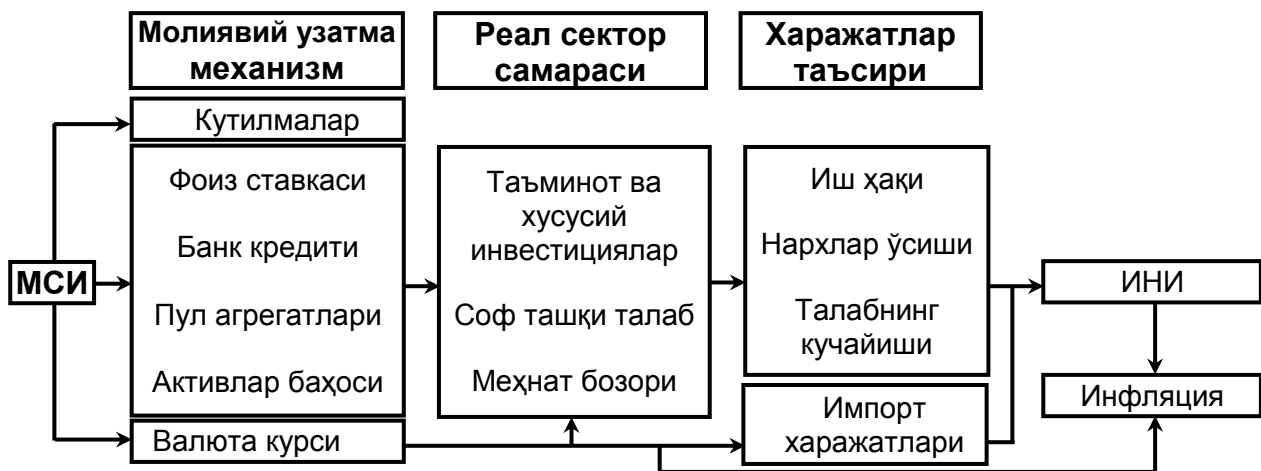 Молиявий узатма
механизм
Реал сектор
самараси
Харажатлар
таъсири
Кутилмалар
Фоиз ставкаси
Банк кредити
Пул агрегатлари
Активлар баҳоси
Валюта курси
МСИ
Таъминот ва
хусусий
инвестициялар
Соф ташқи талаб
Меҳнат бозори
Иш ҳақи
Нархлар ўсиши
Талабнинг
кучайиши
Импорт
харажатлари
ИНИ
Инфляция